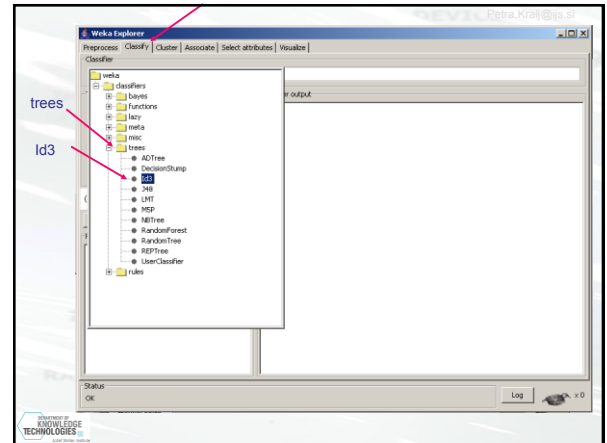 Petra.Kralj@ijs.si
Weka Explorer
Preprocess Classify Cluster Associate Select attributes Visualize
Classifier
weka
classifiers
bayes
functions
lazy
meta
misc
trees
ADTree
DecisionStump
Id3
J48
LMT
M5P
NBTree
RandomForest
RandomTree
REPTree
UserClassifier
rules
er output
trees
Id3
Status
OK
Log
x 0
DEPARTMENT OF
KNOWLEDGE
TECHNOLOGIES